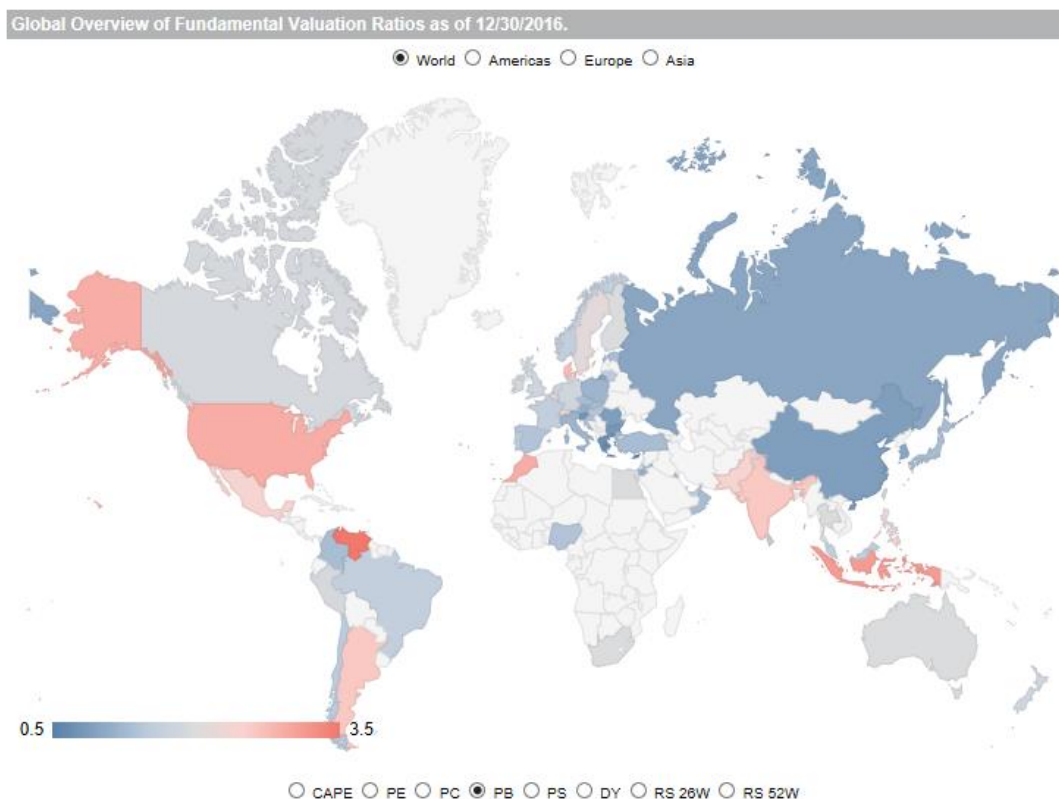 Global Overview of Fundamental Valuation Ratios as of 12/30/2016.
World Americas Europe Asia
0.5 3.5
CAPE PE PC PB PS DY RS 26W RS 52W